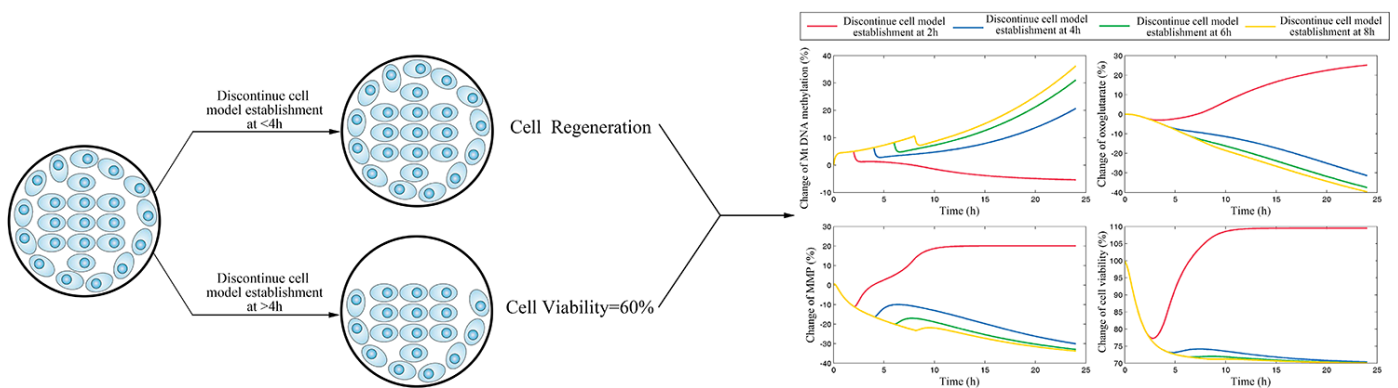 Discontinue cell
model establishment
at <4h
Cell Regeneration
Discontinue cell
model establishment
at >4h
Cell Viability=60%
Discontinue cell model
establishment at 2h
Discontinue cell model
establishment at 4h
Discontinue cell model
establishment at 6h
Discontinue cell model
establishment at 8h
Change of Mt DNA methylation (%)
40
30
20
10
0
-10
0
5
10
15
20
25
Time (h)
Change of oxoglutarate (%)
30
20
10
0
-10
-20
-30
-40
0
5
10
15
20
25
Time (h)
Change of MMP (%)
30
20
10
0
-10
-20
-30
-40
0
5
10
15
20
25
Time (h)
Change of cell viability (%)
110
105
100
95
90
85
80
75
70
0
5
10
15
20
25
Time (h)